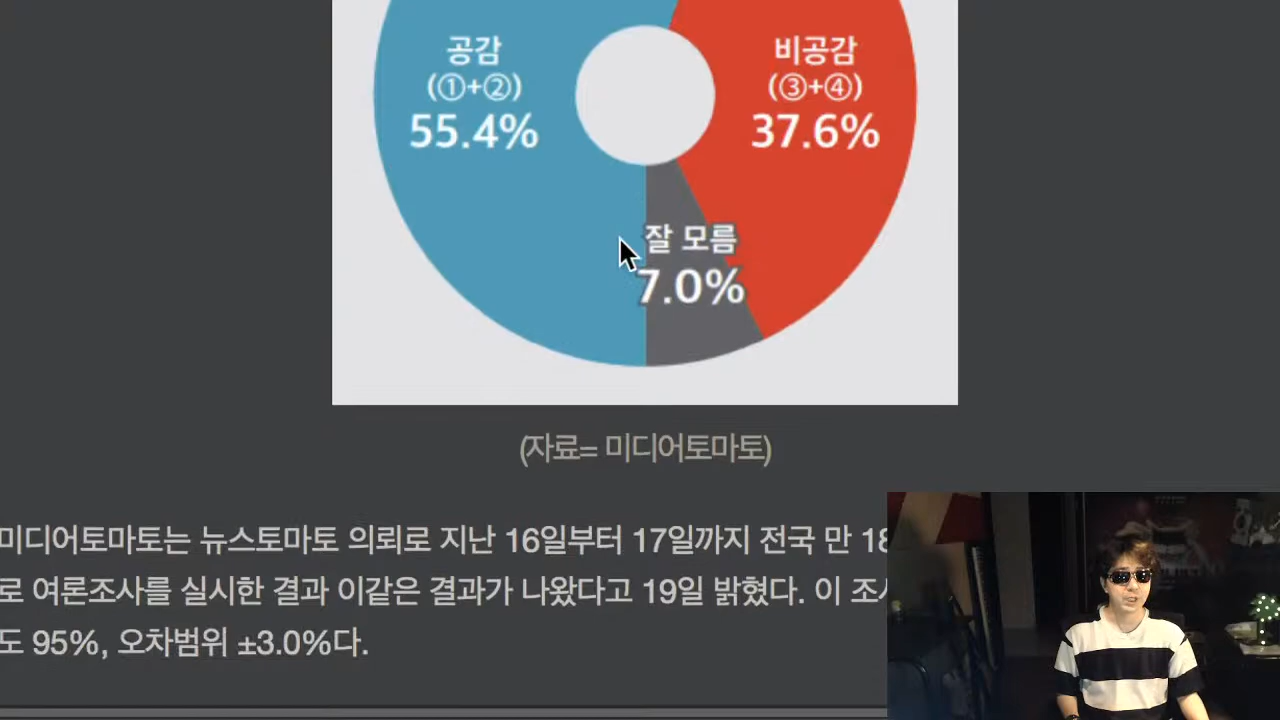 공감
(①+②)
55.4%
비공감
(③+④)
37.6%
잘 모름
7.0%
(자료= 미디어토마토)
미디어토마토는 뉴스토마토 의뢰로 지난 16일부터 17일까지 전국 만 18
로 여론조사를 실시한 결과 이같은 결과가 나왔다고 19일 밝혔다. 이 조
도 95%, 오차범위 ±3.0%다.